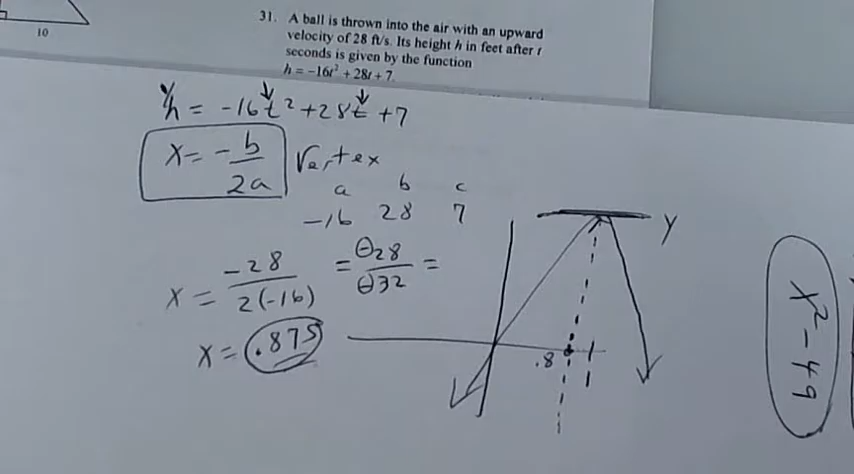 10
31. A ball is thrown into the air with an upward
velocity of 28 ft/s. Its height h in feet after t
seconds is given by the function
h = −16t² + 28t + 7.
y
h = -16t² + 28t + 7
x = -b/2a Vertex
a b c
-16 28 7
x = -28/2(-16) = -28/-32 =
x = .875
y
.8 1
x² - 49